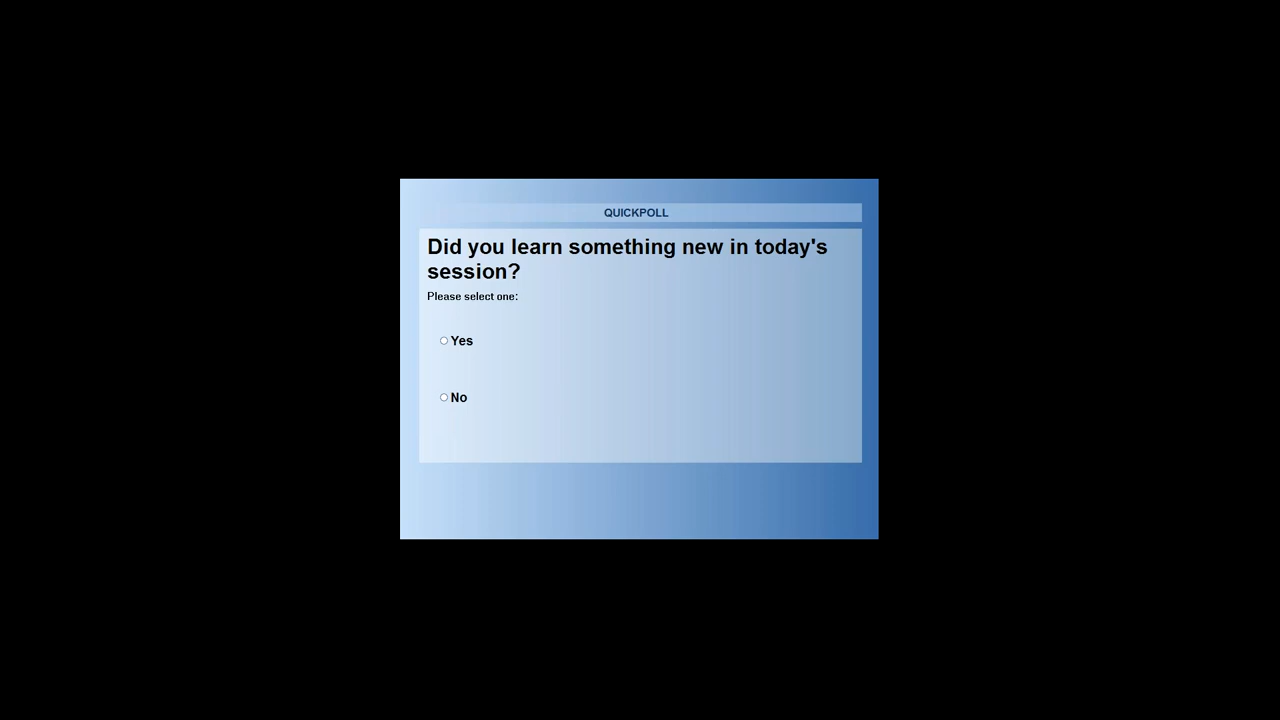 QUICKPOLL
Did you learn something new in today's
session?
Please select one:
Yes
No